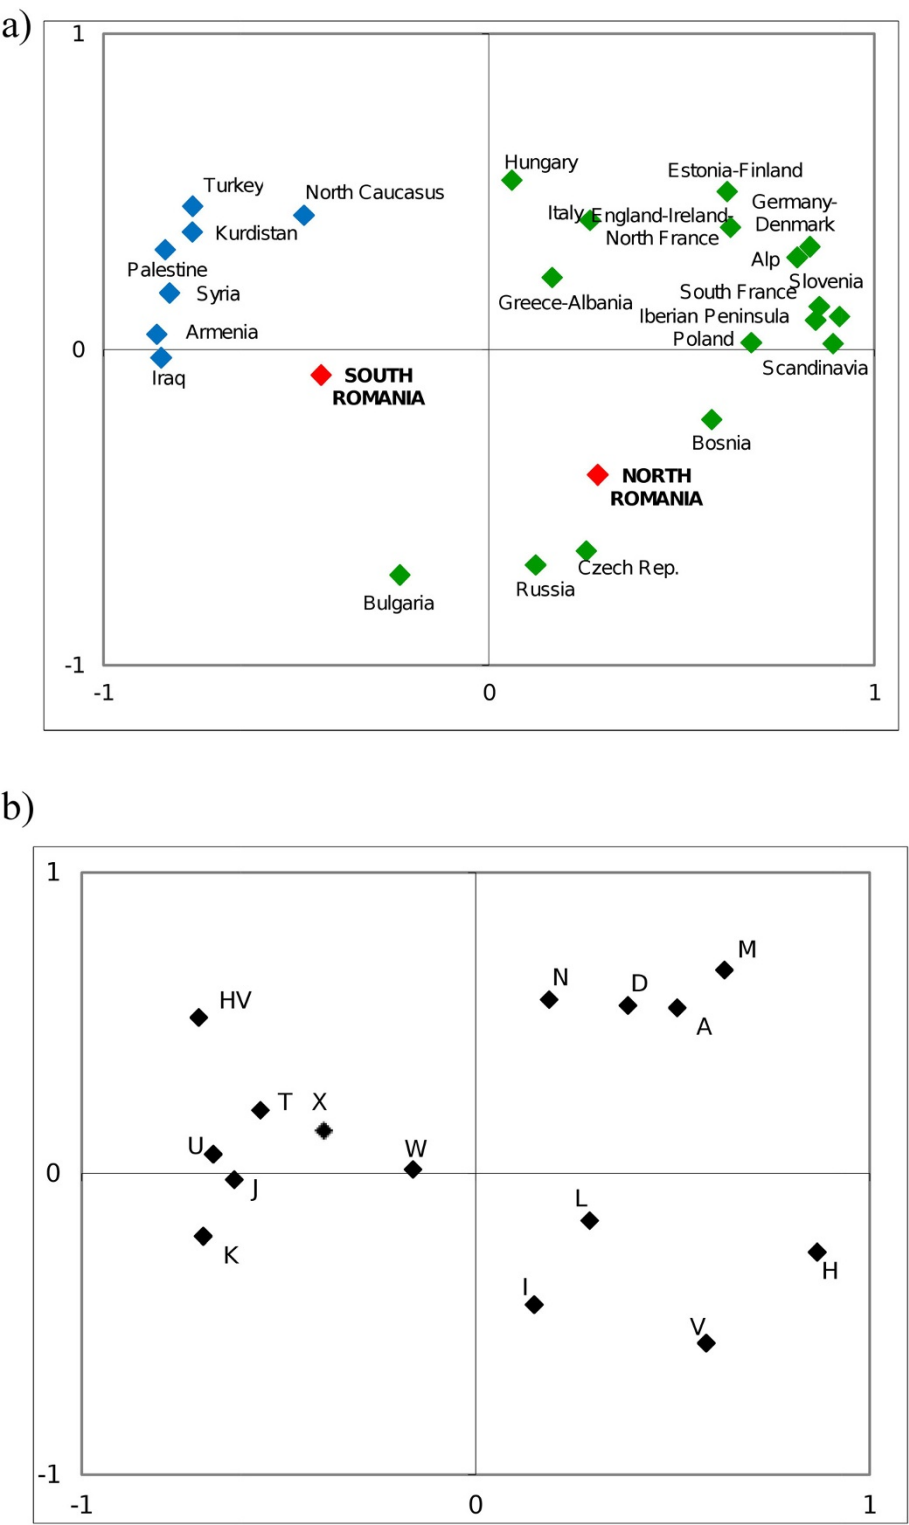 a)
1
Hungary
Estonia-Finland
Turkey
North Caucasus
Germany-
Denmark
Italy
England-Ireland-
North France
Kurdistan
Alp
Palestine
Slovenia
Syria
South France
Greece-Albania
Iberian Peninsula
Armenia
Poland
0
Scandinavia
Iraq
SOUTH
ROMANIA
Bosnia
NORTH
ROMANIA
Czech Rep.
Russia
Bulgaria
-1
-1 0 1
b)
1
M
N D
HV
A
T X
U W
0
J
L
K
H
I
V
-1
-1 0 1